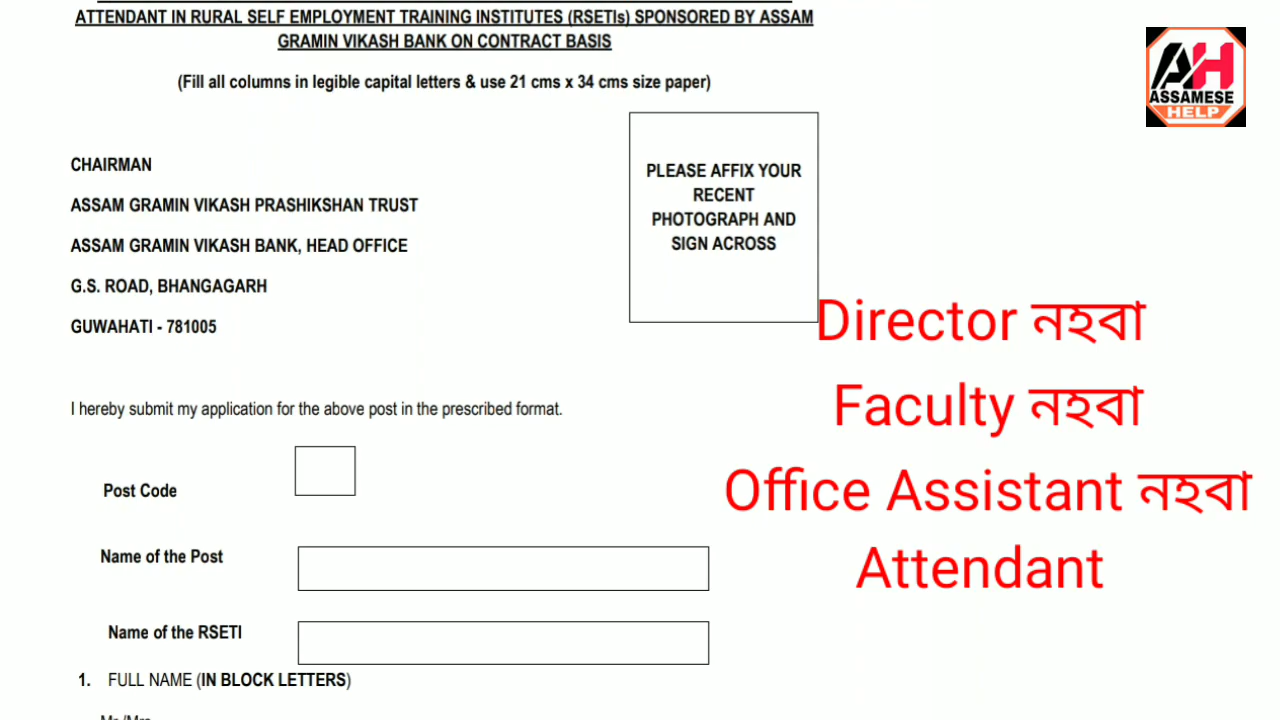 ATTENDANT IN RURAL SELF EMPLOYMENT TRAINING INSTITUTES (RSETIs) SPONSORED BY ASSAM
GRAMIN VIKASH BANK ON CONTRACT BASIS
(Fill all columns in legible capital letters & use 21 cms x 34 cms size paper)
AH
ASSAMESE
HELP
PLEASE AFFIX YOUR
RECENT
PHOTOGRAPH AND
SIGN ACROSS
CHAIRMAN
ASSAM GRAMIN VIKASH PRASHIKSHAN TRUST
ASSAM GRAMIN VIKASH BANK, HEAD OFFICE
G.S. ROAD, BHANGAGARH
GUWAHATI - 781005
Director নহবা
Faculty নহবা
Office Assistant নহবা
Attendant
I hereby submit my application for the above post in the prescribed format.
Post Code
Name of the Post
Name of the RSETI
1. FULL NAME (IN BLOCK LETTERS)